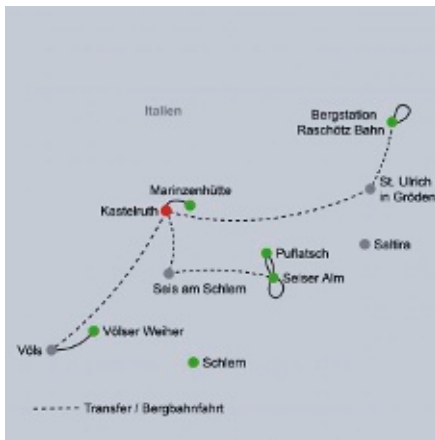 Italien
Bergstation
Raschötz Bahn
Marinzenhütte
St. Ulrich
in Gröden
Kastelruth
Saltira
Puflatsch
Seis am Schlern
Seiser Alm
Völser Weiher
Völs
Schlern
Transfer / Bergbahnfahrt